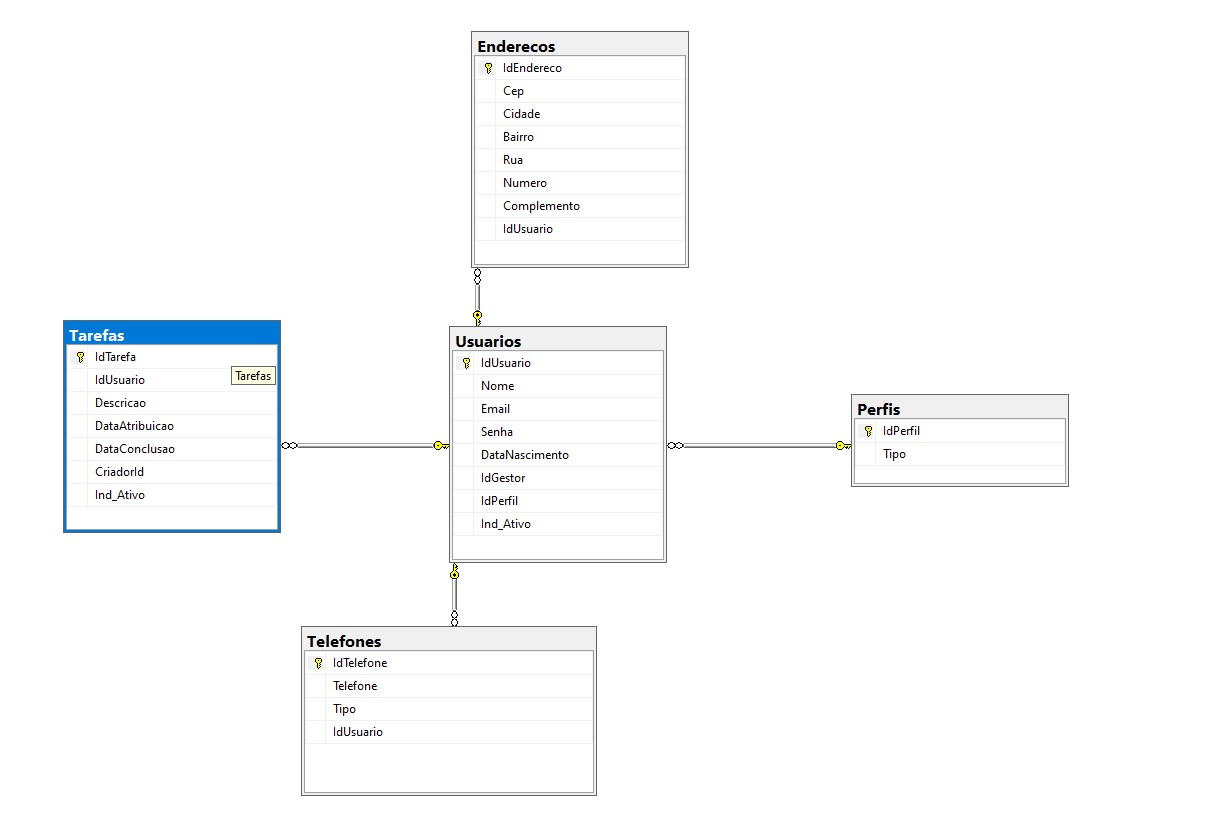 Enderecos
IdEndereco
Cep
Cidade
Bairro
Rua
Numero
Complemento
IdUsuario
Tarefas
IdTarefa
IdUsuario
Tarefas
Descricao
DataAtribuicao
DataConclusao
CriadorId
Ind_Ativo
Usuarios
IdUsuario
Nome
Email
Senha
DataNascimento
IdGestor
IdPerfil
Ind_Ativo
Perfis
IdPerfil
Tipo
Telefones
IdTelefone
Telefone
Tipo
IdUsuario